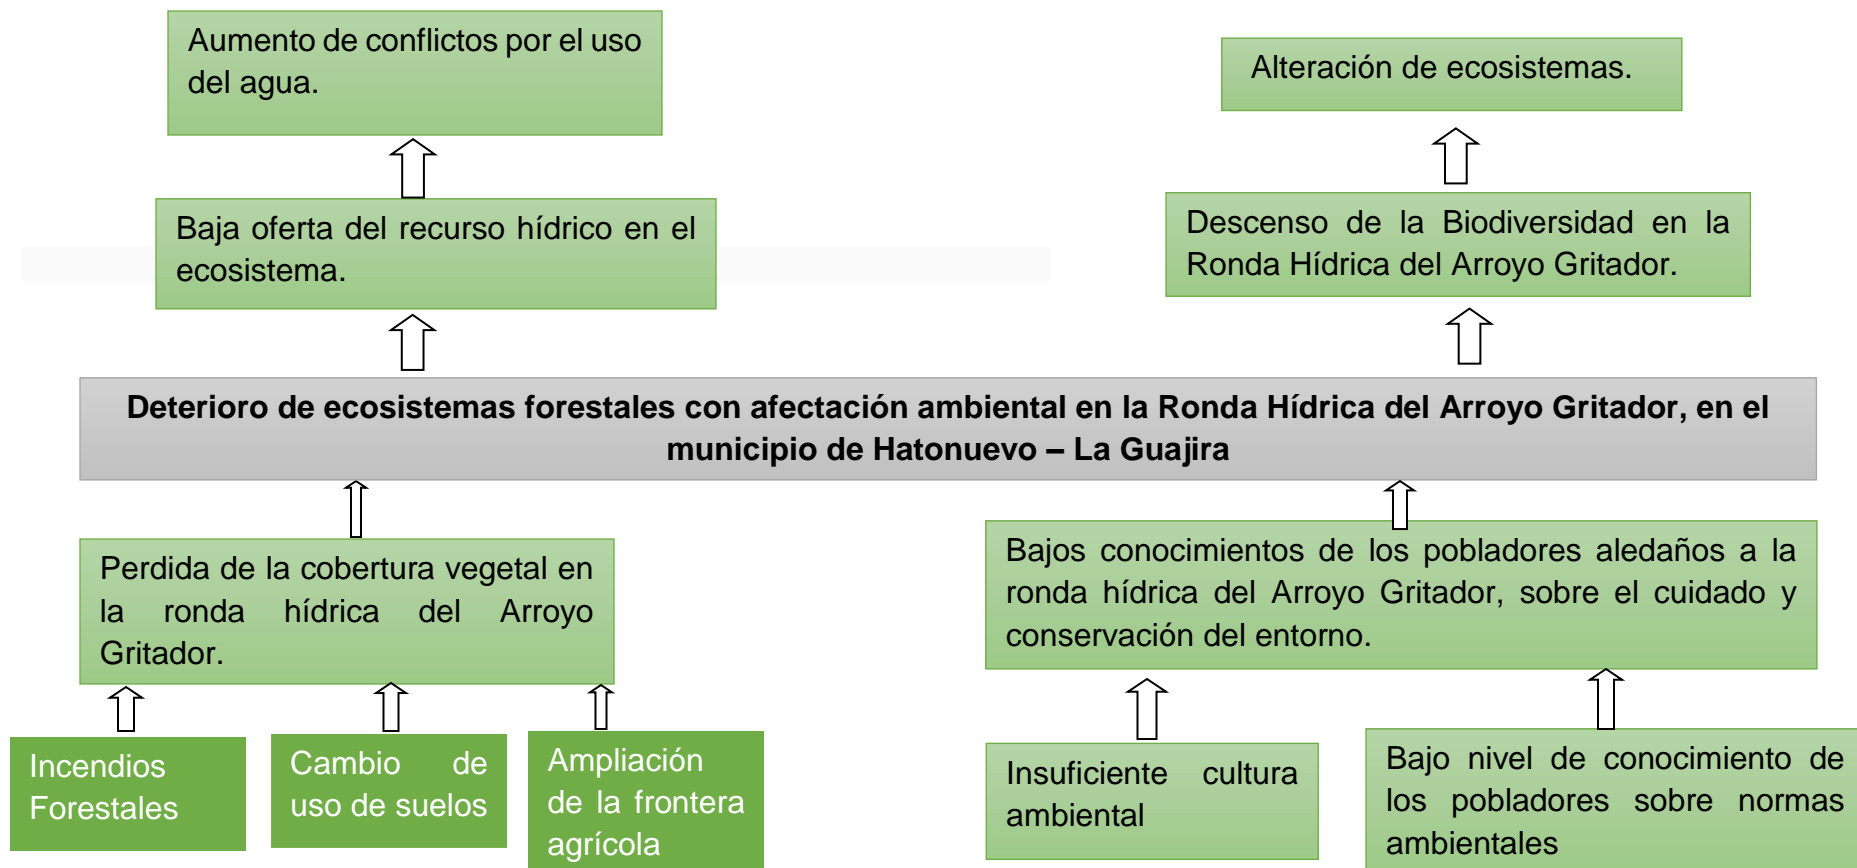 Aumento de conflictos por el uso
del agua.
Alteración de ecosistemas.
Baja oferta del recurso hídrico en el
ecosistema.
Descenso de la Biodiversidad en la
Ronda Hídrica del Arroyo Gritador.
Deterioro de ecosistemas forestales con afectación ambiental en la Ronda Hídrica del Arroyo Gritador, en el
municipio de Hatonuevo – La Guajira
Perdida de la cobertura vegetal en
la ronda hídrica del Arroyo
Gritador.
Bajos conocimientos de los pobladores aledaños a la
ronda hídrica del Arroyo Gritador, sobre el cuidado y
conservación del entorno.
Incendios
Forestales
Cambio de
uso de suelos
Ampliación
de la frontera
agrícola
Insuficiente cultura
ambiental
Bajo nivel de conocimiento de
los pobladores sobre normas
ambientales